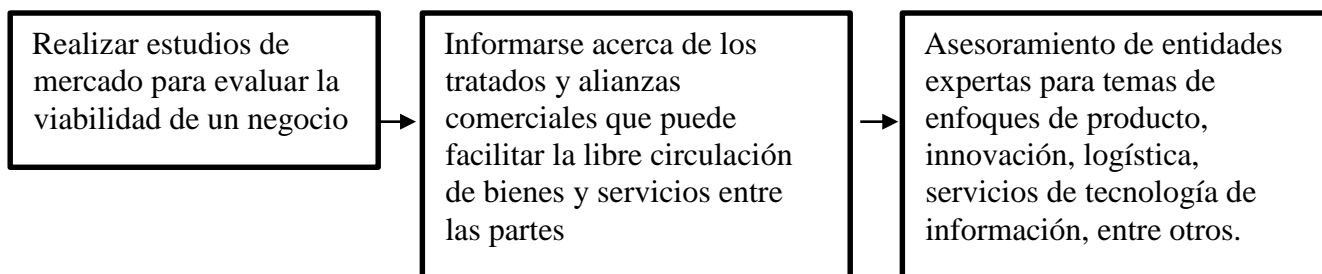 Realizar estudios de
mercado para evaluar la
viabilidad de un negocio
Informarse acerca de los
tratados y alianzas
comerciales que puede
facilitar la libre circulación
de bienes y servicios entre
las partes
Asesoramiento de entidades
expertas para temas de
enfoques de producto,
innovación, logística,
servicios de tecnología de
información, entre otros.